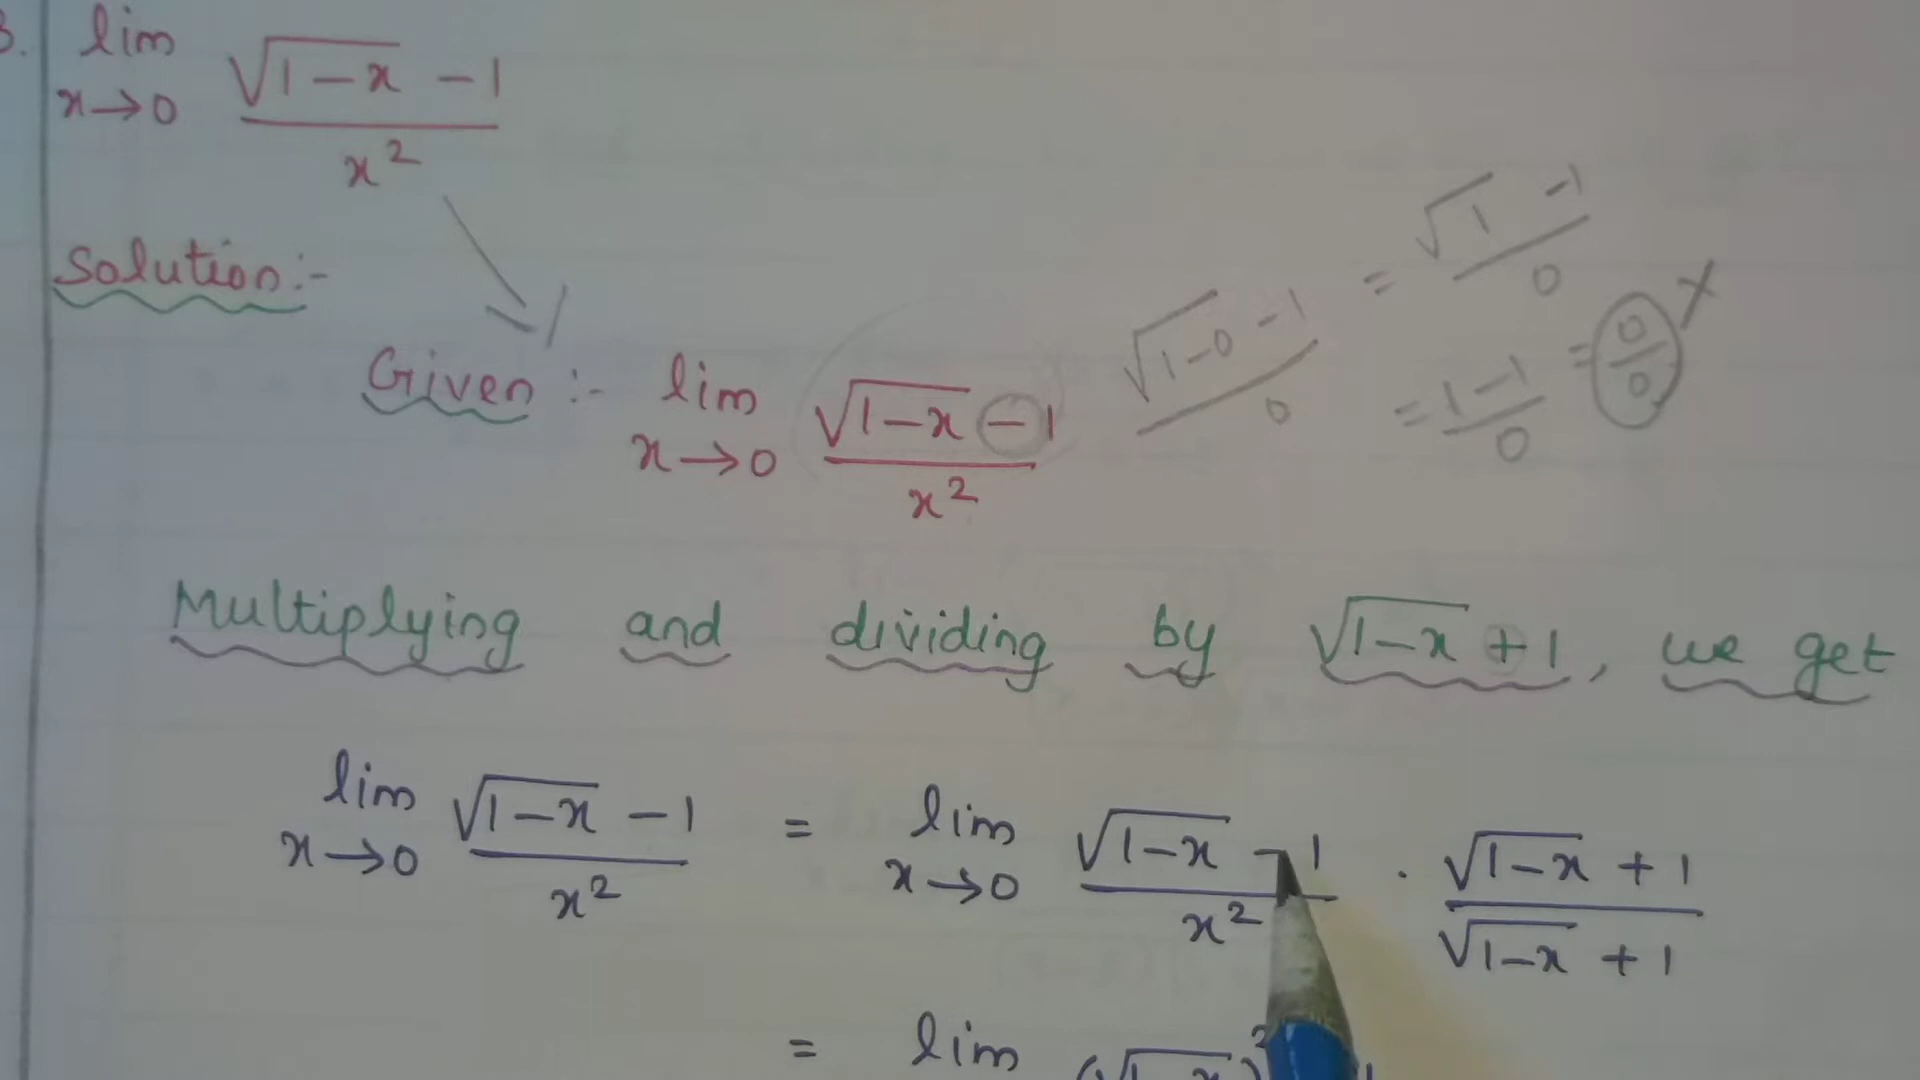 3. lim x→0 (√(1-x) - 1)/x²
Solution:-
√(1-0) - 1 / 0 = √1 - 1 / 0
= 1-1 / 0 = 0/0 ×
Given :- lim x→0 (√(1-x) - 1)/x²
Multiplying and dividing by √(1-x) + 1, we get
lim x→0 (√(1-x) - 1)/x² = lim x→0 (√(1-x) - 1)/x² · (√(1-x) + 1)/(√(1-x) + 1)
= lim (√(1-x))²